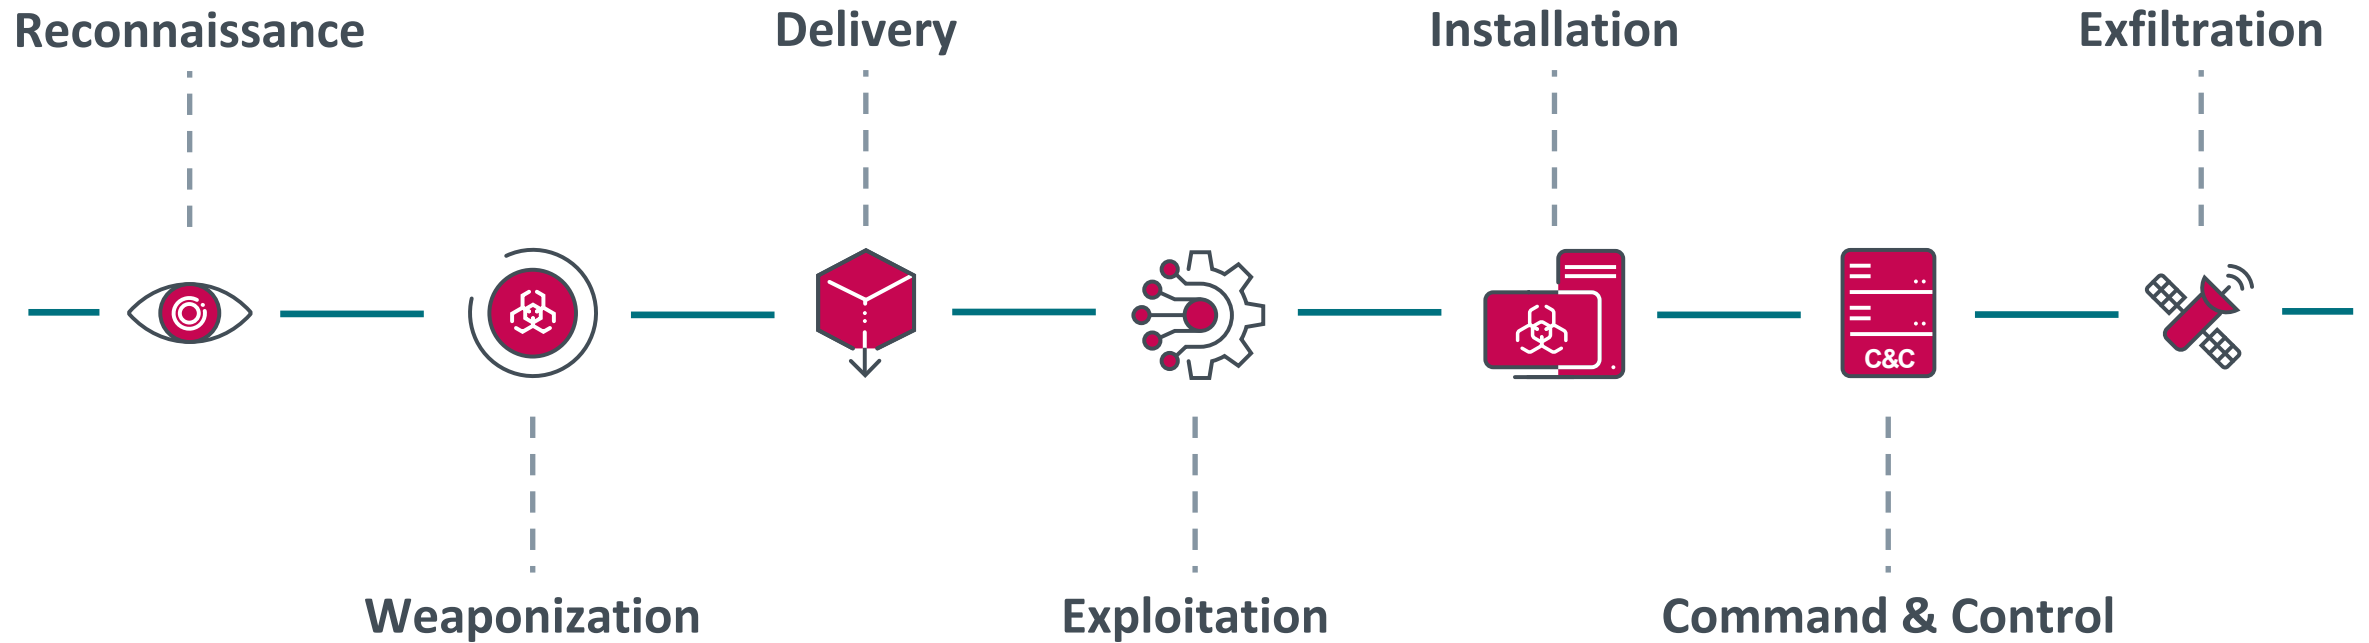 Reconnaissance
Delivery
Installation
Exfiltration
C&C
Weaponization
Exploitation
Command & Control